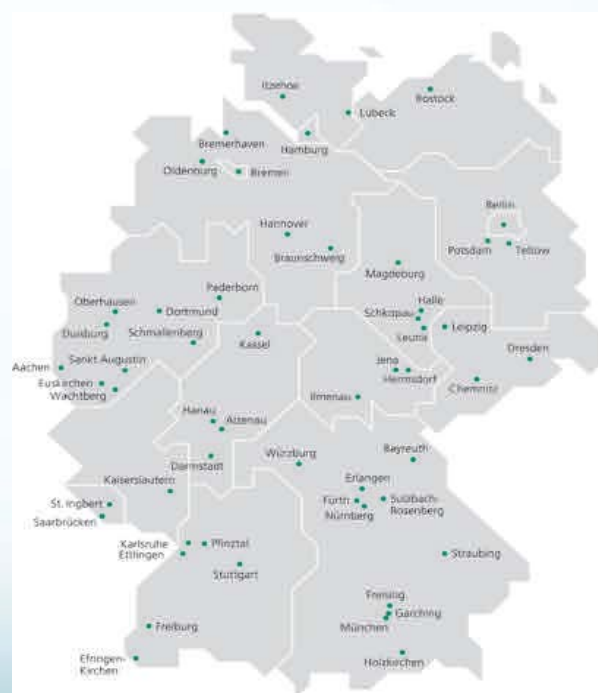 Itzehoe
Rostock
Lübeck
Bremerhaven
Hamburg
Oldenburg
Bremen
Berlin
Hannover
Potsdam
Teltow
Braunschweig
Magdeburg
Paderborn
Halle
Oberhausen
Dortmund
Schkopau
Duisburg
Schmallenberg
Kassel
Leuna
Leipzig
Dresden
Aachen
Sankt Augustin
Jena
Hermsdorf
Euskirchen
Wachtberg
Chemnitz
Ilmenau
Hanau
Alzenau
Darmstadt
Würzburg
Bayreuth
Kaiserslautern
Erlangen
St. Ingbert
Fürth
Sulzbach-
Rosenberg
Nürnberg
Saarbrücken
Karlsruhe
Pfinztal
Ettlingen
Straubing
Stuttgart
Freising
Garching
Freiburg
München
Holzkirchen
Efringen-
Kirchen